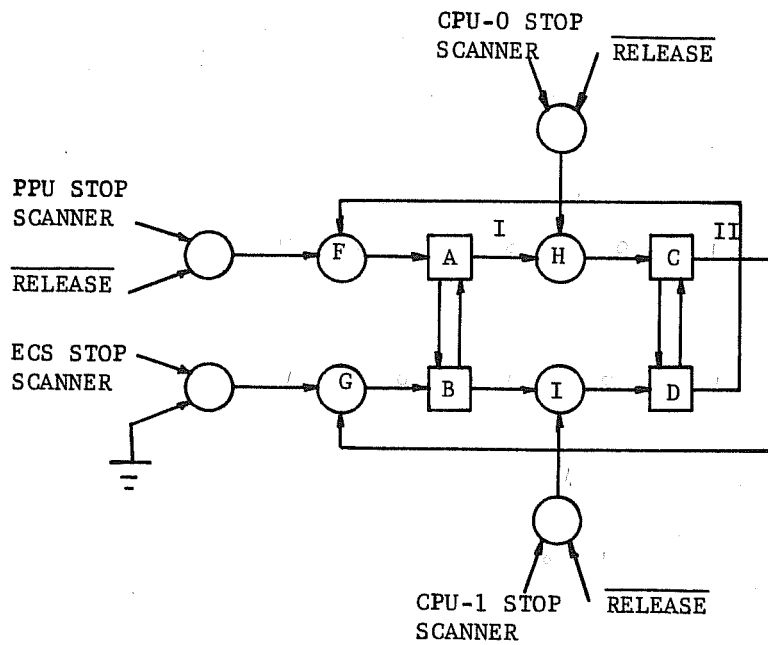 CPU-0 STOP
SCANNER
RELEASE
PPU STOP
SCANNER
RELEASE
I
II
F
A
H
C
ECS STOP
SCANNER
G
B
I
D
CPU-1 STOP
SCANNER
RELEASE